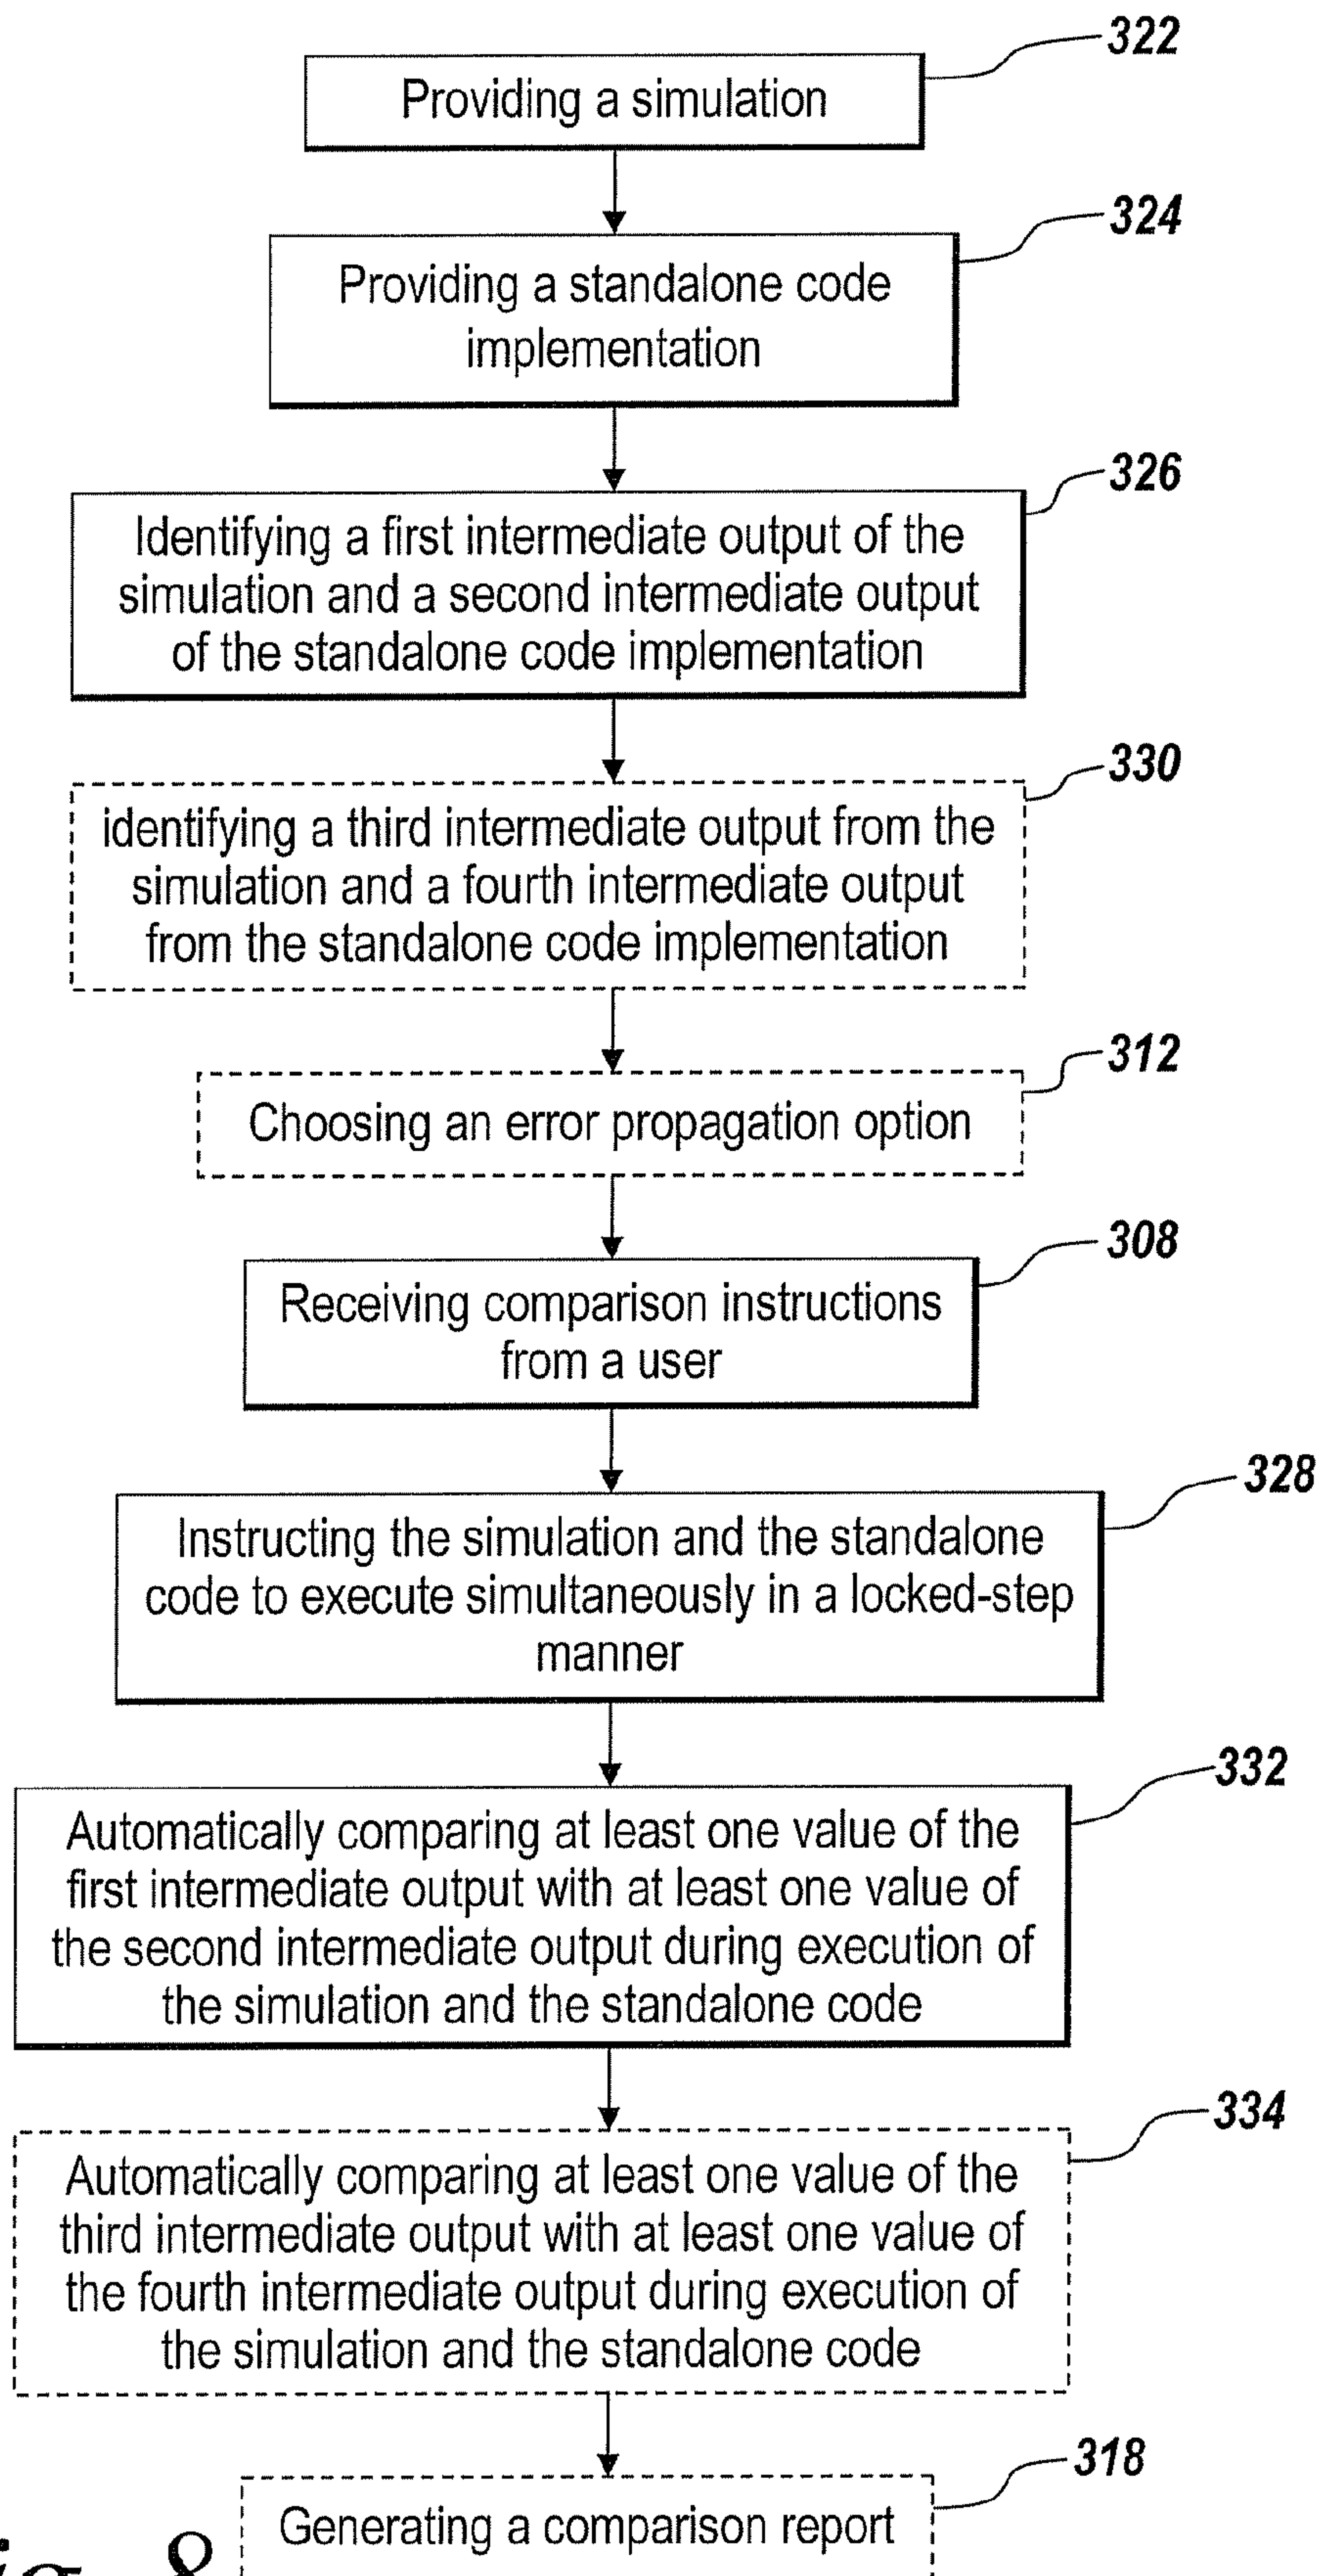 322
Providing a simulation
324
Providing a standalone code
implementation
326
Identifying a first intermediate output of the
simulation and a second intermediate output
of the standalone code implementation
330
identifying a third intermediate output from the
simulation and a fourth intermediate output
from the standalone code implementation
312
Choosing an error propagation option
308
Receiving comparison instructions
from a user
328
Instructing the simulation and the standalone
code to execute simultaneously in a locked-step
manner
332
Automatically comparing at least one value of the
first intermediate output with at least one value of
the second intermediate output during execution of
the simulation and the standalone code
334
Automatically comparing at least one value of the
third intermediate output with at least one value of
the fourth intermediate output during execution of
the simulation and the standalone code
318
Generating a comparison report
8